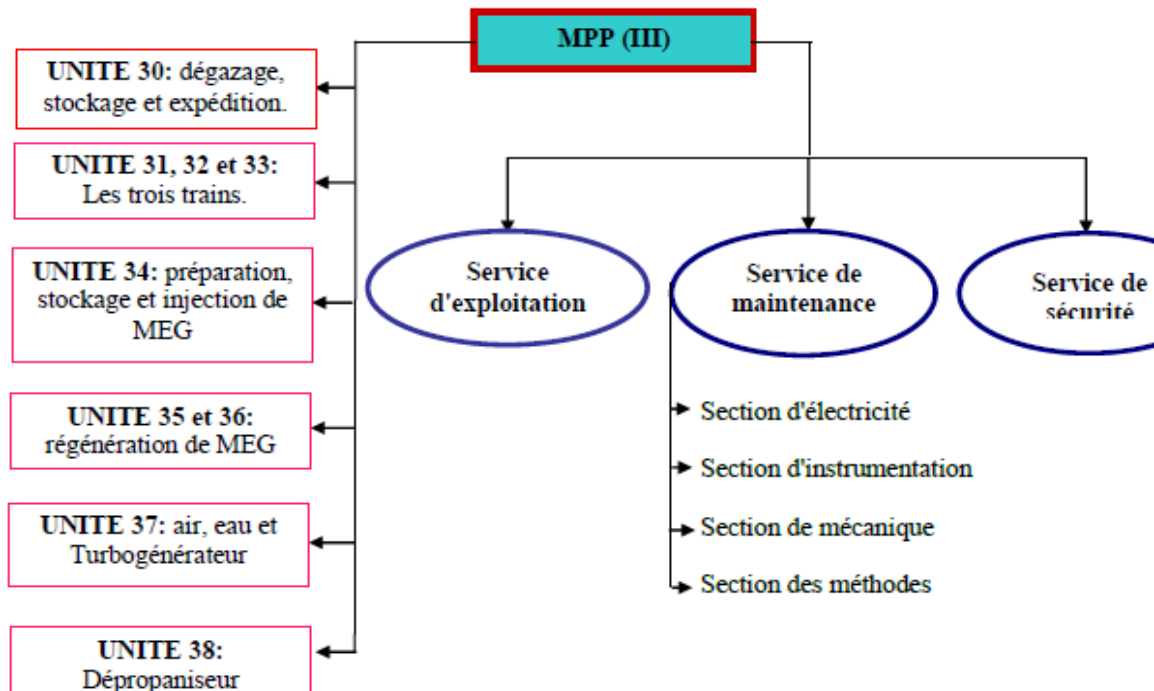 MPP (III)
UNITE 30: dégazage,
stockage et expédition.
UNITE 31, 32 et 33:
Les trois trains.
UNITE 34: préparation,
stockage et injection de
MEG
UNITE 35 et 36:
régénération de MEG
UNITE 37: air, eau et
Turbogénérateur
UNITE 38:
Dépropaniseur
Service
d'exploitation
Service de
maintenance
Service de
sécurité
Section d'électricité
Section d'instrumentation
Section de mécanique
Section des méthodes